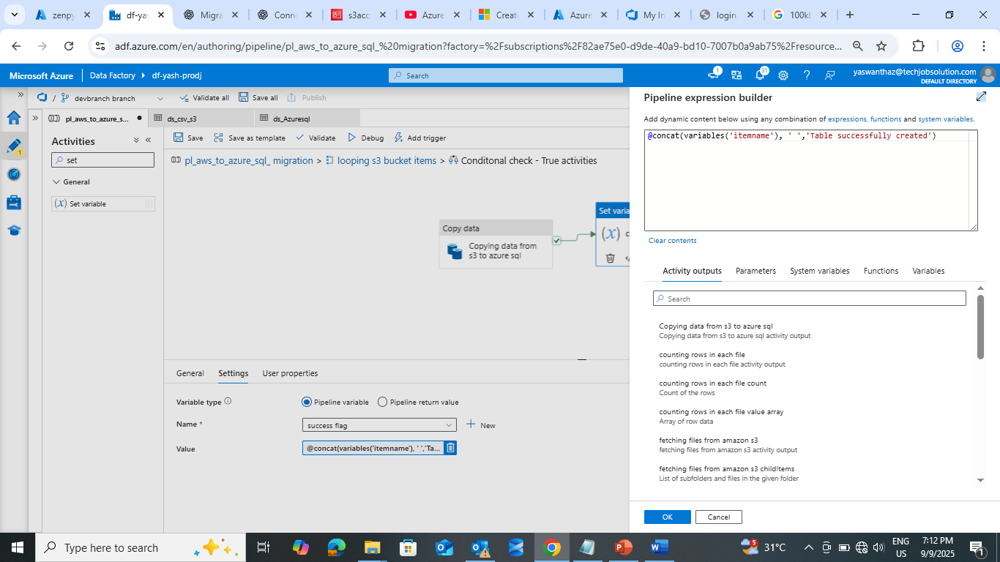 zenpy
df-yas
Migra
Conne
s3acc
Azure
Create
Azure
My In
login.
100kb
adf.azure.com/en/authoring/pipeline/pl_aws_to_azure_sql_%20migration?factory=%2Fsubscriptions%2F82ae75e0-d9de-40a9-bd10-7007b0a9ab75%2Fresource...
Microsoft Azure
Data Factory
df-yash-prodj
Search
1
31
yaswanthaz@techjobsolution.com
DEFAULT DIRECTORY
/
devbranch branch
Validate all
Save all
Publish
pl_aws_to_azure_s...
ds_csv_s3
ds_Azuresql
Activities
set
General
Set variable
1
Save
Save as template
Validate
Debug
Add trigger
pl_aws_to_azure_sql_ migration > looping s3 bucket items > Conditonal check - True activities
Copy data
Copying data from
s3 to azure sql
Set varia
(x)
General
Settings
User properties
Variable type
Pipeline variable
Pipeline return value
Name *
success flag
New
Value
@concat(variables('itemname'), ' ','Ta...
Pipeline expression builder
Add dynamic content below using any combination of expressions, functions and system variables.
@concat(variables('itemname'), ' ','Table successfully created')
Clear contents
Activity outputs
Parameters
System variables
Functions
Variables
Search
Copying data from s3 to azure sql
Copying data from s3 to azure sql activity output
counting rows in each file
counting rows in each file activity output
counting rows in each file count
Count of the rows
counting rows in each file value array
Array of row data
fetching files from amazon s3
fetching files from amazon s3 activity output
fetching files from amazon s3 childItems
List of subfolders and files in the given folder
OK
Cancel
Type here to search
5
31°C
ENG
US
7:12 PM
9/9/2025
1